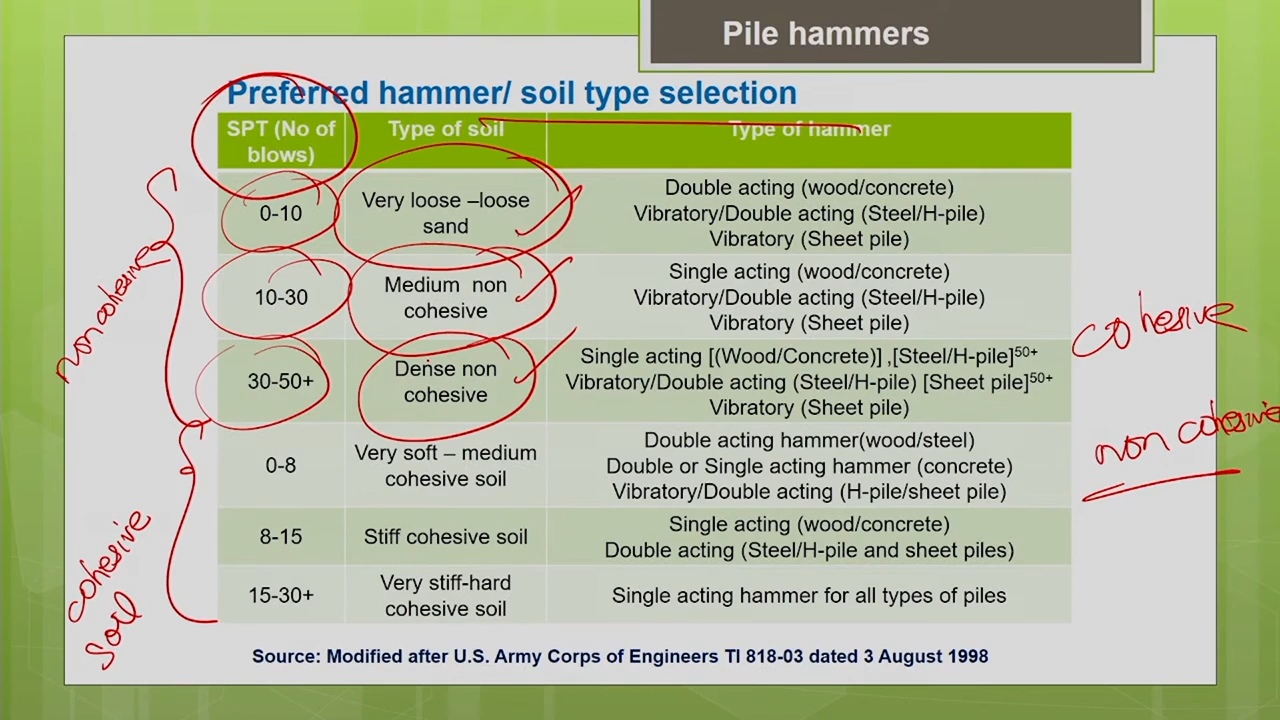 Pile hammers
Preferred hammer/ soil type selection
SPT (No of blows) Type of soil Type of hammer
0-10 Very loose –loose sand Double acting (wood/concrete)
Vibratory/Double acting (Steel/H-pile)
Vibratory (Sheet pile)
10-30 Medium non cohesive Single acting (wood/concrete)
Vibratory/Double acting (Steel/H-pile)
Vibratory (Sheet pile)
30-50+ Dense non cohesive Single acting [(Wood/Concrete)] ,[Steel/H-pile]50+
Vibratory/Double acting (Steel/H-pile) [Sheet pile]50+
Vibratory (Sheet pile)
0-8 Very soft – medium cohesive soil Double acting hammer(wood/steel)
Double or Single acting hammer (concrete)
Vibratory/Double acting (H-pile/sheet pile)
8-15 Stiff cohesive soil Single acting (wood/concrete)
Double acting (Steel/H-pile and sheet piles)
15-30+ Very stiff-hard cohesive soil Single acting hammer for all types of piles
Source: Modified after U.S. Army Corps of Engineers TI 818-03 dated 3 August 1998
non cohesive
cohesive
soil
cohesive
non cohesive